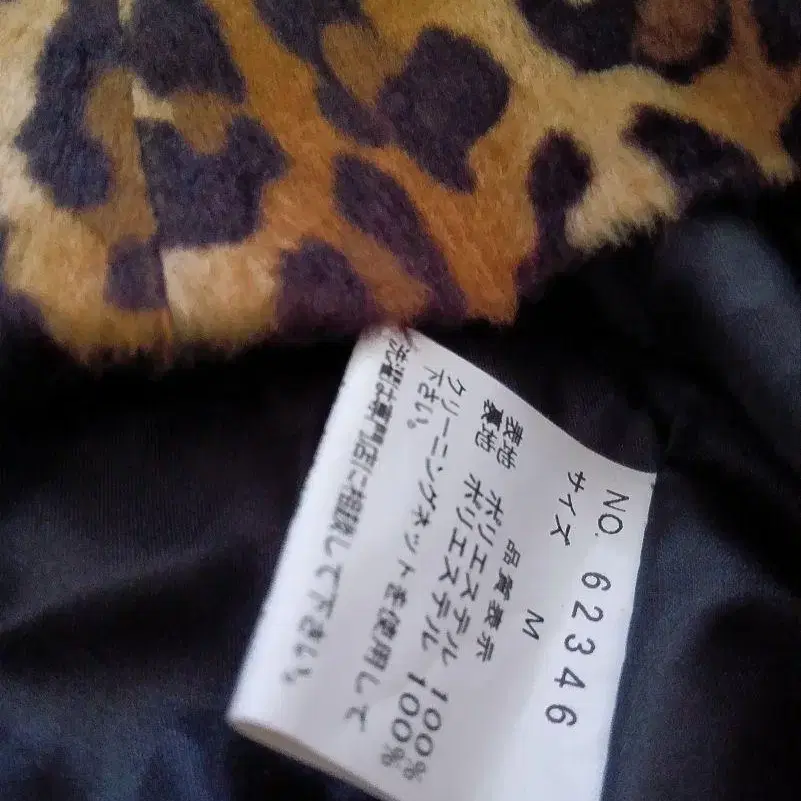 NO. 62346
サイズ M
品質表示
表地 ポリエステル 100%
裏地 ポリエステル 100%
クリーニングネットを使用して
下さい。
洗濯は専門店に相談して下さい。